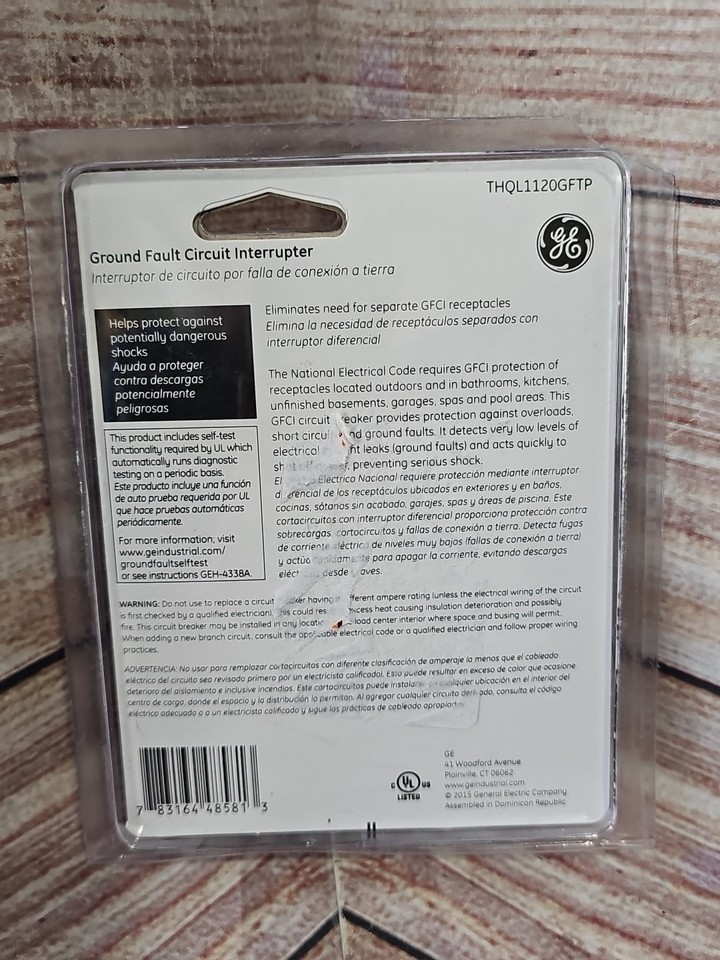 THQL1120GFTP
GE
Ground Fault Circuit Interrupter
Interruptor de circuito por falla de conexión a tierra
Helps protect against
potentially dangerous
shocks
Ayuda a proteger
contra descargas
potencialmente
peligrosas
This product includes self-test
functionality required by UL which
automatically runs diagnostic
testing on a periodic basis.
Este producto incluye una función
de auto prueba requerida por UL
que hace pruebas automáticas
periódicamente.
For more information, visit
www.geindustrial.com/
groundfaultselftest
or see instructions GEH-4338A.
Eliminates need for separate GFCI receptacles
Elimina la necesidad de receptáculos separados con
interruptor diferencial
The National Electrical Code requires GFCI protection of
receptacles located outdoors and in bathrooms, kitchens,
unfinished basements, garages, spas and pool areas. This
GFCI circuit eaker provides protection against overloads,
short circui nd ground faults. It detects very low levels of
electrical nt leaks (ground faults) and acts quickly to
preventing serious shock.
El Eléctrico Nacional requiere protección mediante interruptor
diferencial de los receptáculos ubicados en exteriores y en baños,
cocinas, sótanos sin acabado, garajes, spas y áreas de piscina. Este
cortacircuitos con interruptor diferencial proporciona protección contra
sobrecargas, cortocircuitos y fallas de conexión a tierra. Detecta fugas
de corriente eléctrica de niveles muy bajos (fallas de conexión a tierra)
y actúa rápidamente para apagar la corriente, evitando descargas
WARNING: Do not use to replace a circuit aker having fferent ampere rating (unless the electrical wiring of the circuit
is first checked by a qualified electrician). his could res xcess heat causing insulation deterioration and possibly
fire. This circuit breaker may be installed in any locatio load center interior where space and busing will permit.
When adding a new branch circuit, consult the applicable electrical code or a qualified electrician and follow proper wiring
practices.
ADVERTENCIA: No usar para remplazar cortacircuitos con diferente clasificación de amperaje (a menos que el cableado
eléctrico del circuito sea revisado primero por un electricista calificado). Esto puede resultar en exceso de calor que ocasione
deterioro del aislamiento e inclusive incendios. Este cortacircuitos puede instalarse en cualquier ubicación en el interior del
centro de carga, donde el espacio y la distribución lo permitan. Al agregar cualquier circuito derivado, consulta el código
eléctrico adecuado o a un electricista calificado y sigue las prácticas de cableado apropiadas.
7 83164 48581 3
C UL US
LISTED
GE
41 Woodford Avenue
Plainville, CT 06062
www.geindustrial.com
© 2015 General Electric Company
Assembled in Dominican Republic